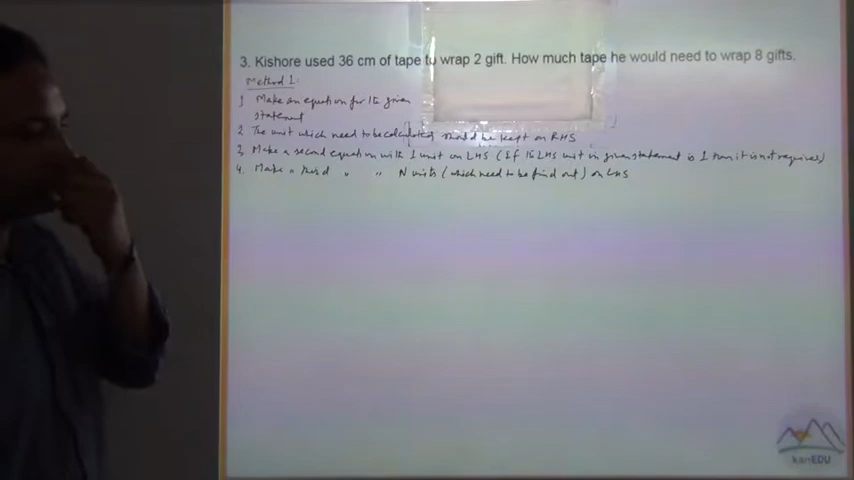 3. Kishore used 36 cm of tape to wrap 2 gift. How much tape he would need to wrap 8 gifts.
Method 1:
1 Make an equation for the given
statement
2 The unit which need to be calculated should be kept on RHS
3 Make a second equation with 1 unit on LHS (If the LHS unit in given statement is 1 then it is not required)
4. Make a third " " N units (which need to be find out) on LHS
karrEDU